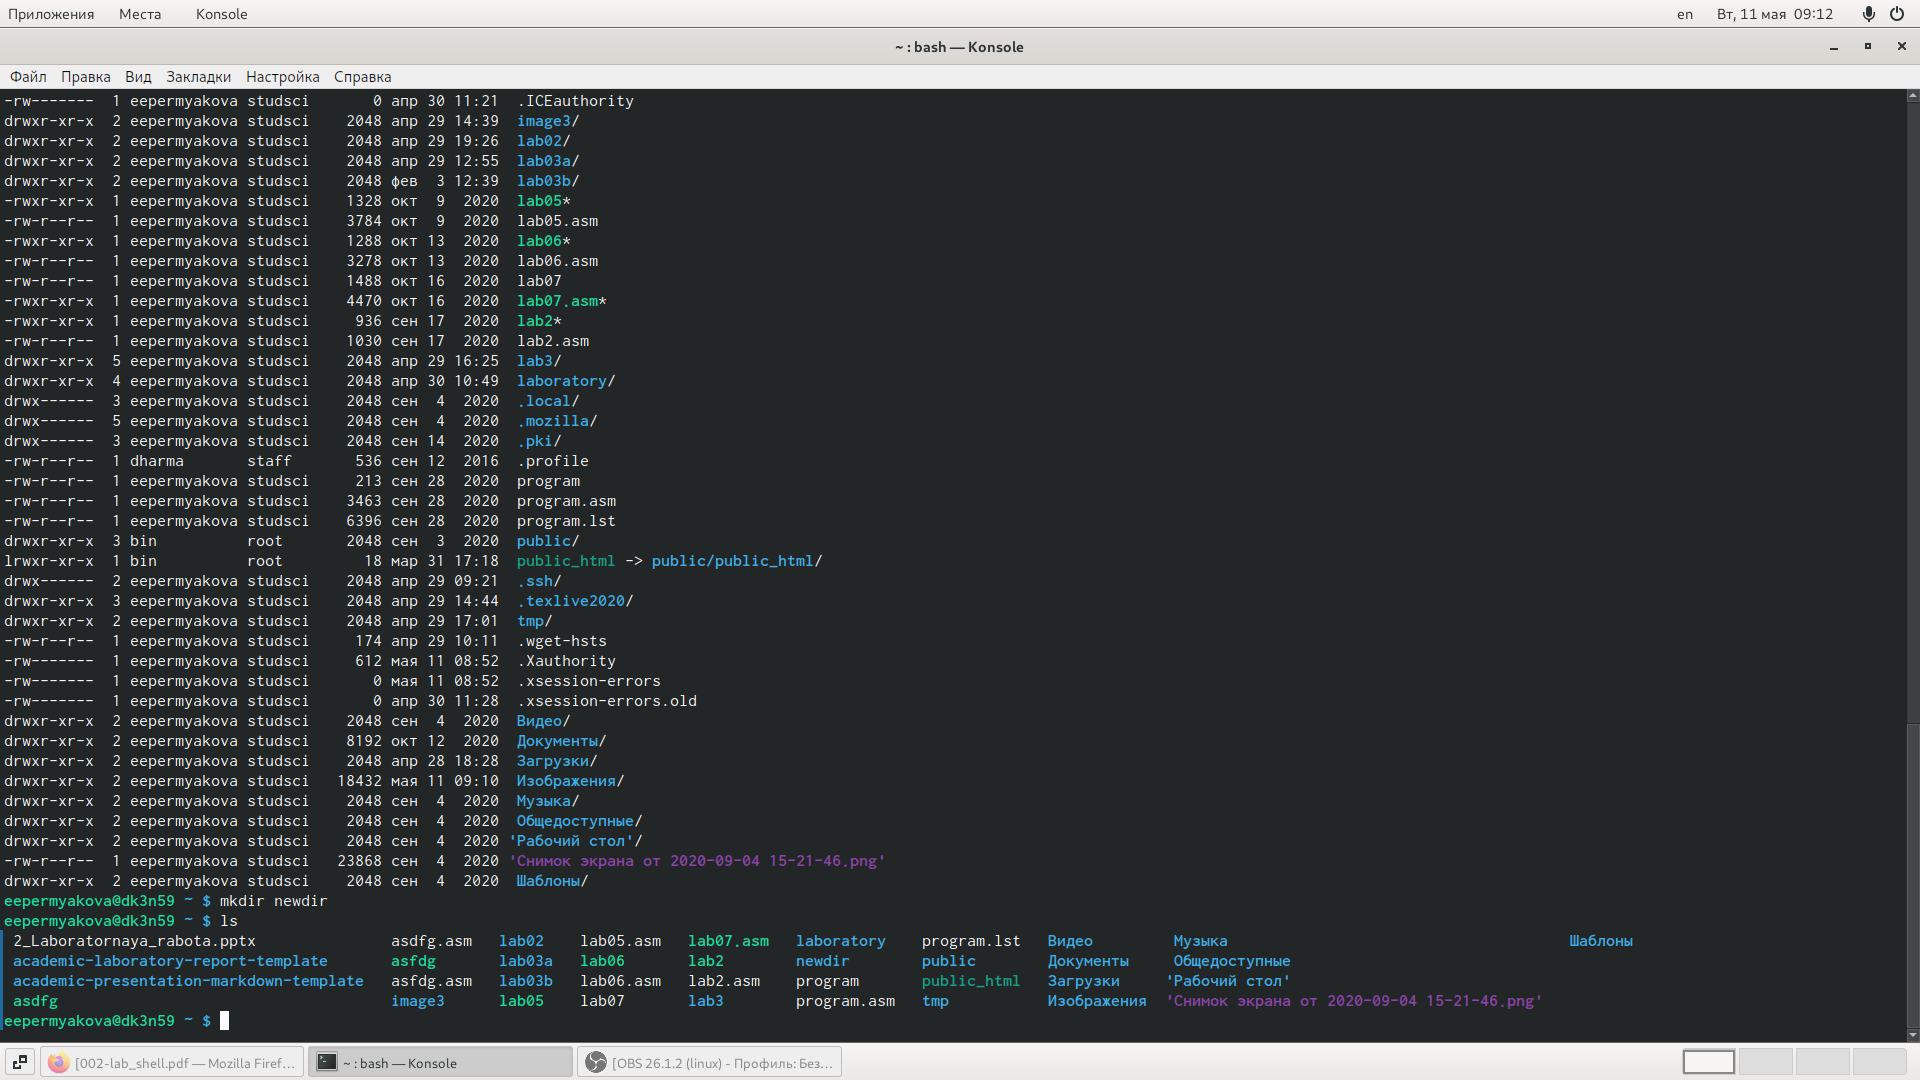 Приложения Места Konsole en Вт, 11 мая 09:12
~ : bash — Konsole
Файл Правка Вид Закладки Настройка Справка
-rw------- 1 eepermyakova studsci 0 апр 30 11:21 .ICEauthority
drwxr-xr-x 2 eepermyakova studsci 2048 апр 29 14:39 image3/
drwxr-xr-x 2 eepermyakova studsci 2048 апр 29 19:26 lab02/
drwxr-xr-x 2 eepermyakova studsci 2048 апр 29 12:55 lab03a/
drwxr-xr-x 2 eepermyakova studsci 2048 фев 3 12:39 lab03b/
-rwxr-xr-x 1 eepermyakova studsci 1328 окт 9 2020 lab05*
-rw-r--r-- 1 eepermyakova studsci 3784 окт 9 2020 lab05.asm
-rwxr-xr-x 1 eepermyakova studsci 1288 окт 13 2020 lab06*
-rw-r--r-- 1 eepermyakova studsci 3278 окт 13 2020 lab06.asm
-rw-r--r-- 1 eepermyakova studsci 1488 окт 16 2020 lab07
-rwxr-xr-x 1 eepermyakova studsci 4470 окт 16 2020 lab07.asm*
-rwxr-xr-x 1 eepermyakova studsci 936 сен 17 2020 lab2*
-rw-r--r-- 1 eepermyakova studsci 1030 сен 17 2020 lab2.asm
drwxr-xr-x 5 eepermyakova studsci 2048 апр 29 16:25 lab3/
drwxr-xr-x 4 eepermyakova studsci 2048 апр 30 10:49 laboratory/
drwx------ 3 eepermyakova studsci 2048 сен 4 2020 .local/
drwx------ 5 eepermyakova studsci 2048 сен 4 2020 .mozilla/
drwx------ 3 eepermyakova studsci 2048 сен 14 2020 .pki/
-rw-r--r-- 1 dharma staff 536 сен 12 2016 .profile
-rw-r--r-- 1 eepermyakova studsci 213 сен 28 2020 program
-rw-r--r-- 1 eepermyakova studsci 3463 сен 28 2020 program.asm
-rw-r--r-- 1 eepermyakova studsci 6396 сен 28 2020 program.lst
drwxr-xr-x 3 bin root 2048 сен 3 2020 public/
lrwxr-xr-x 1 bin root 18 мар 31 17:18 public_html -> public/public_html/
drwx------ 2 eepermyakova studsci 2048 апр 29 09:21 .ssh/
drwxr-xr-x 3 eepermyakova studsci 2048 апр 29 14:44 .texlive2020/
drwxr-xr-x 2 eepermyakova studsci 2048 апр 29 17:01 tmp/
-rw-r--r-- 1 eepermyakova studsci 174 апр 29 10:11 .wget-hsts
-rw------- 1 eepermyakova studsci 612 мая 11 08:52 .Xauthority
-rw------- 1 eepermyakova studsci 0 мая 11 08:52 .xsession-errors
-rw------- 1 eepermyakova studsci 0 апр 30 11:28 .xsession-errors.old
drwxr-xr-x 2 eepermyakova studsci 2048 сен 4 2020 Видео/
drwxr-xr-x 2 eepermyakova studsci 8192 окт 12 2020 Документы/
drwxr-xr-x 2 eepermyakova studsci 2048 апр 28 18:28 Загрузки/
drwxr-xr-x 2 eepermyakova studsci 18432 мая 11 09:10 Изображения/
drwxr-xr-x 2 eepermyakova studsci 2048 сен 4 2020 Музыка/
drwxr-xr-x 2 eepermyakova studsci 2048 сен 4 2020 Общедоступные/
drwxr-xr-x 2 eepermyakova studsci 2048 сен 4 2020 'Рабочий стол'/
-rw-r--r-- 1 eepermyakova studsci 23868 сен 4 2020 'Снимок экрана от 2020-09-04 15-21-46.png'
drwxr-xr-x 2 eepermyakova studsci 2048 сен 4 2020 Шаблоны/
eepermyakova@dk3n59 ~ $ mkdir newdir
eepermyakova@dk3n59 ~ $ ls
2_Laboratornaya_rabota.pptx asdfg.asm lab02 lab05.asm lab07.asm laboratory program.lst Видео Музыка Шаблоны
academic-laboratory-report-template asfdg lab03a lab06 lab2 newdir public Документы Общедоступные
academic-presentation-markdown-template asfdg.asm lab03b lab06.asm lab2.asm program public_html Загрузки 'Рабочий стол'
asdfg image3 lab05 lab07 lab3 program.asm tmp Изображения 'Снимок экрана от 2020-09-04 15-21-46.png'
eepermyakova@dk3n59 ~ $
[002-lab_shell.pdf — Mozilla Firef... ~ : bash — Konsole [OBS 26.1.2 (linux) - Профиль: Без...